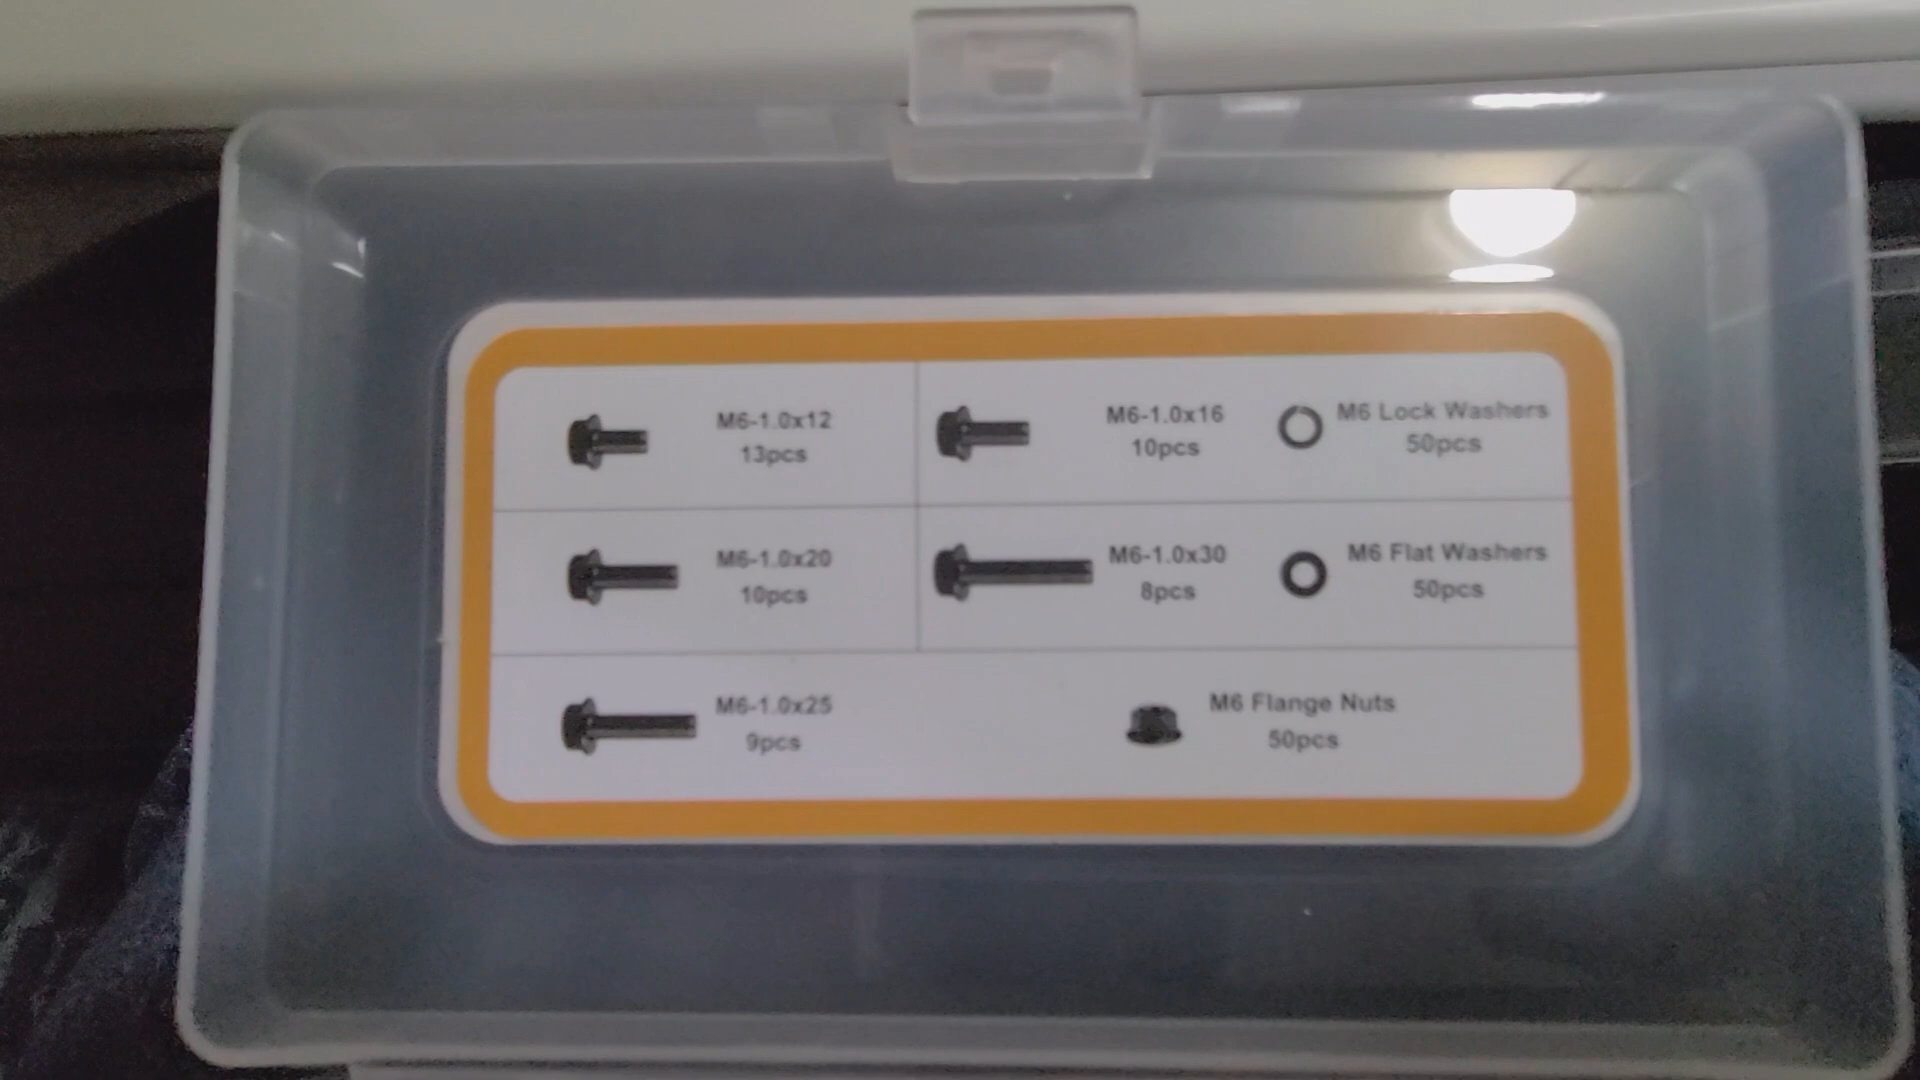 M6-1.0x12
13pcs
M6-1.0x16
10pcs
M6 Lock Washers
50pcs
M6-1.0x20
10pcs
M6-1.0x30
8pcs
M6 Flat Washers
50pcs
M6-1.0x25
9pcs
M6 Flange Nuts
50pcs